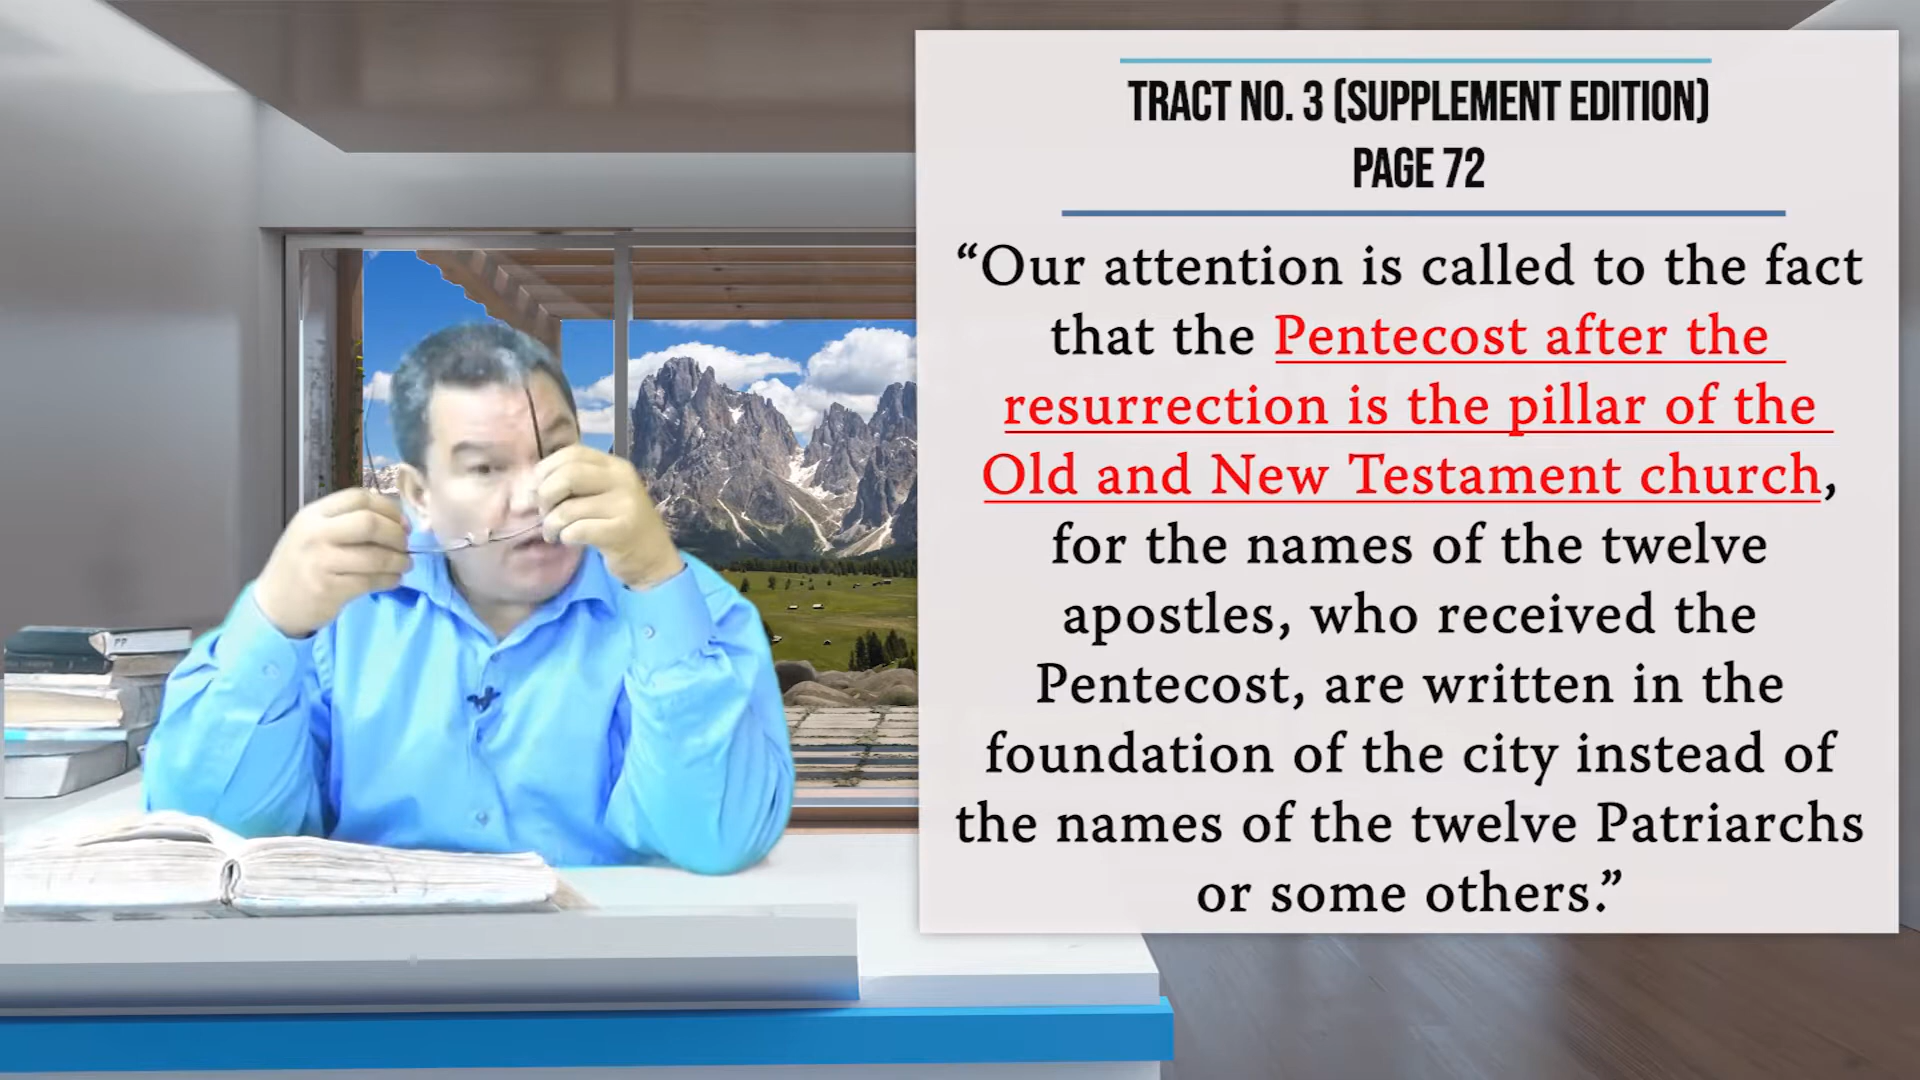 TRACT NO. 3 (SUPPLEMENT EDITION)
PAGE 72
“Our attention is called to the fact
that the Pentecost after the
resurrection is the pillar of the
Old and New Testament church,
for the names of the twelve
apostles, who received the
Pentecost, are written in the
foundation of the city instead of
the names of the twelve Patriarchs
or some others.”